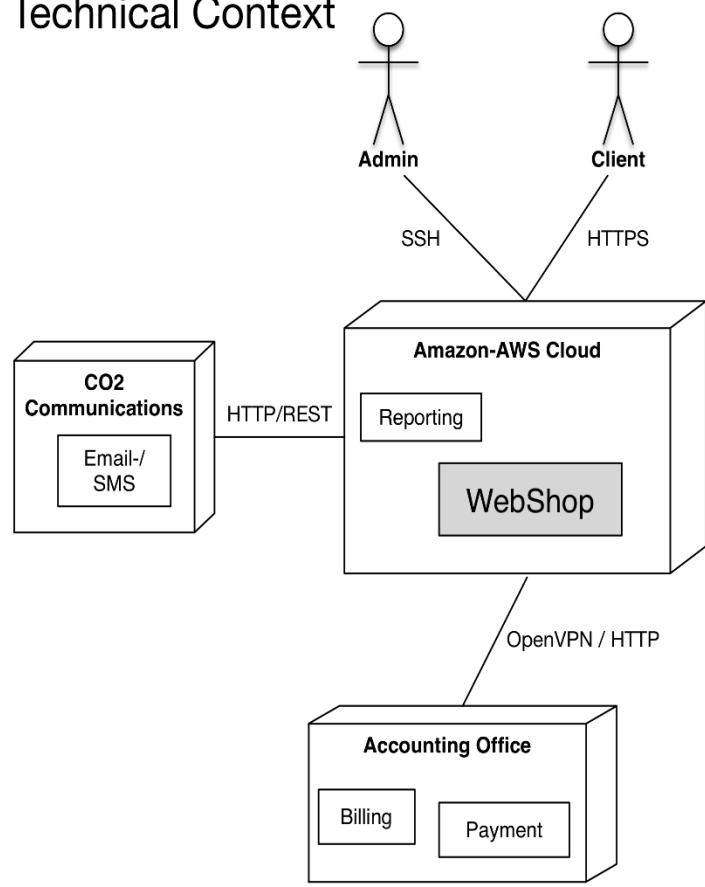 Technical Context
Admin
Client
SSH
HTTPS
Amazon-AWS Cloud
CO2
Communications
HTTP/REST
Reporting
Email-/
SMS
WebShop
OpenVPN / HTTP
Accounting Office
Billing
Payment